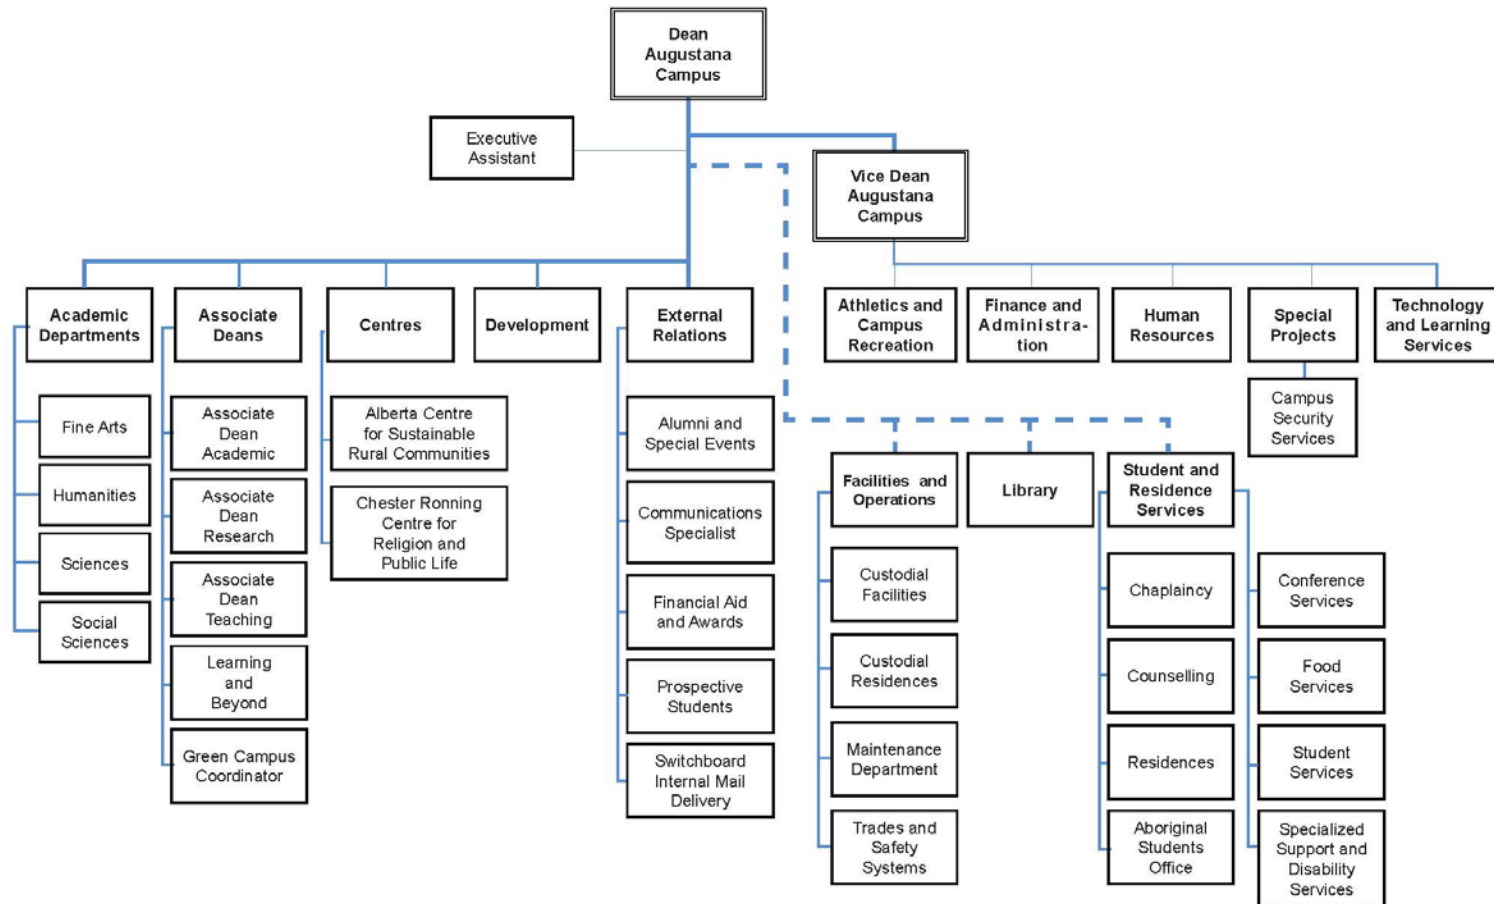 Dean
Augustana
Campus
Executive
Assistant
Vice Dean
Augustana
Campus
Academic
Departments
Associate
Deans
Centres
Development
External
Relations
Athletics and
Campus
Recreation
Finance and
Administra-
tion
Human
Resources
Special
Projects
Technology
and Learning
Services
Fine Arts
Humanities
Sciences
Social
Sciences
Associate
Dean
Academic
Associate
Dean
Research
Associate
Dean
Teaching
Learning
and
Beyond
Green Campus
Coordinator
Alberta Centre
for Sustainable
Rural Communities
Chester Ronning
Centre for
Religion and
Public Life
Alumni and
Special Events
Communications
Specialist
Financial Aid
and Awards
Prospective
Students
Switchboard
Internal Mail
Delivery
Campus
Security
Services
Facilities and
Operations
Library
Student and
Residence
Services
Custodial
Facilities
Custodial
Residences
Maintenance
Department
Trades and
Safety
Systems
Chaplaincy
Counselling
Residences
Aboriginal
Students
Office
Conference
Services
Food
Services
Student
Services
Specialized
Support and
Disability
Services